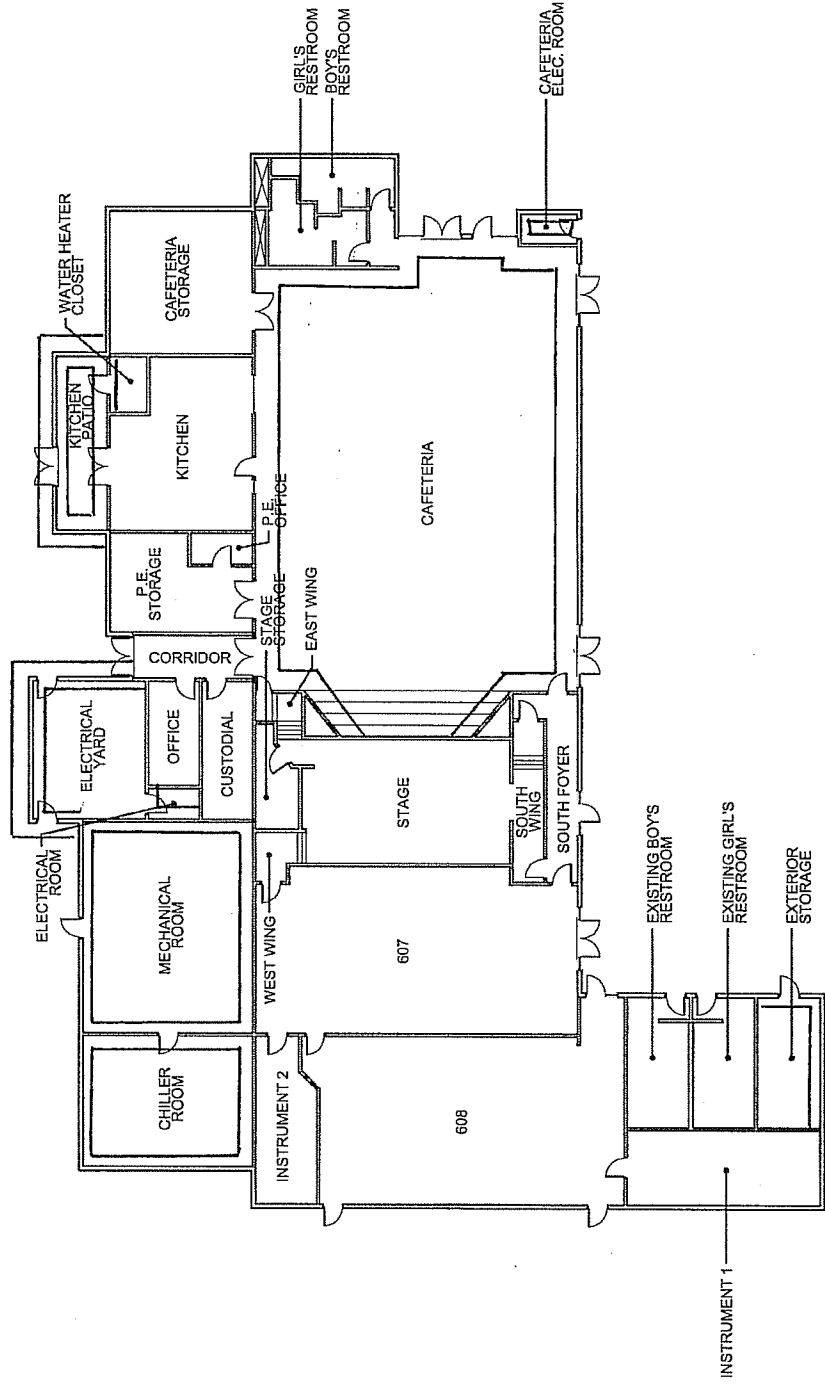 GIRL'S
RESTROOM
BOY'S
RESTROOM
CAFETERIA
ELEC. ROOM
WATER HEATER
CLOSET
CAFETERIA
STORAGE
KITCHEN
PATIO
KITCHEN
P.E.
OFFICE
P.E.
STORAGE
CAFETERIA
STAGE
STORAGE
EAST WING
CORRIDOR
ELECTRICAL
YARD
OFFICE
CUSTODIAL
STAGE
SOUTH
WING
SOUTH FOYER
ELECTRICAL
ROOM
MECHANICAL
ROOM
WEST WING
607
EXISTING BOY'S
RESTROOM
EXISTING GIRL'S
RESTROOM
EXTERIOR
STORAGE
CHILLER
ROOM
INSTRUMENT 2
608
INSTRUMENT 1